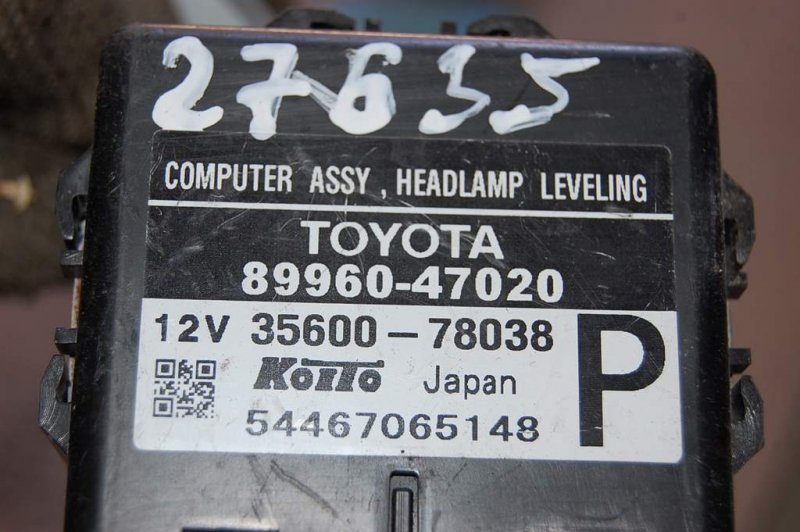 27635
COMPUTER ASSY, HEADLAMP LEVELING
TOYOTA
89960-47020
12V 35600-78038
KOITO Japan
54467065148
P